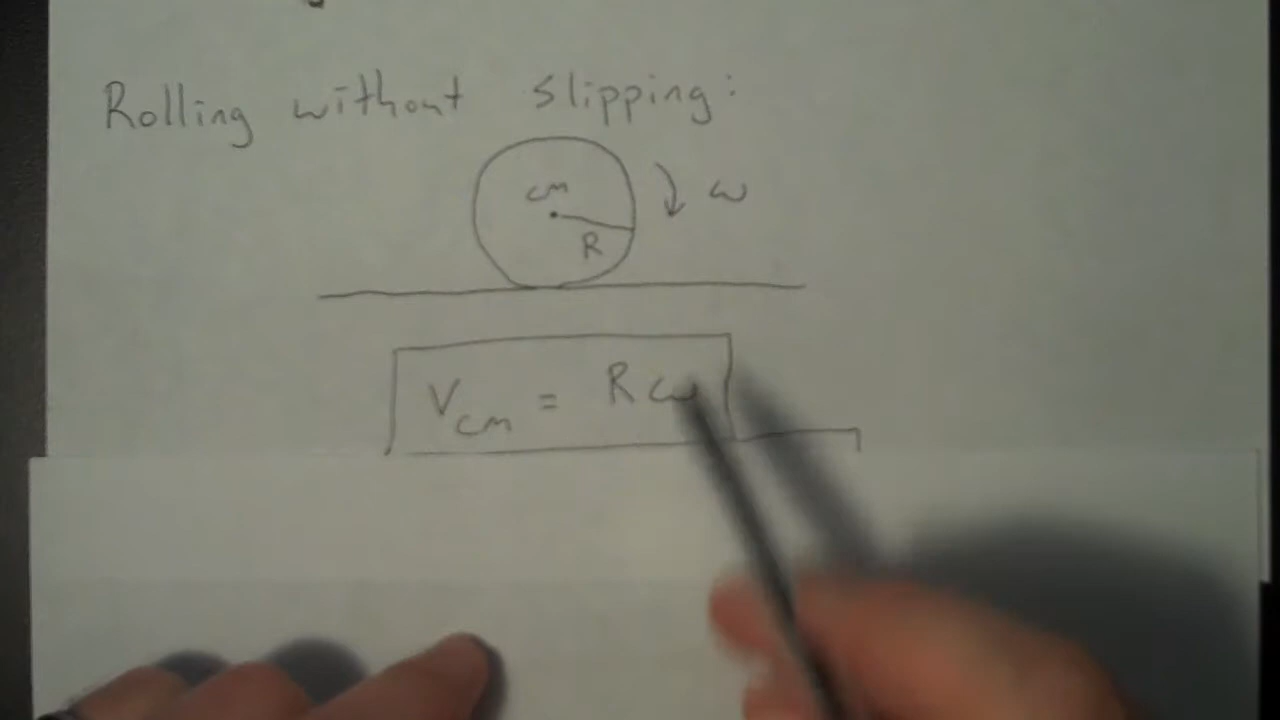 Rolling without slipping:
cm
ω
R
V_cm = Rω